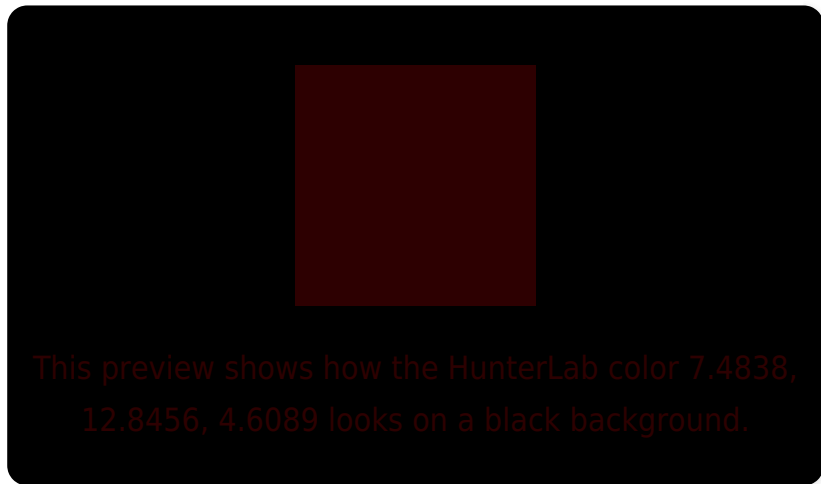 This preview shows how the HunterLab color 7.4838,
12.8456, 4.6089 looks on a black background.